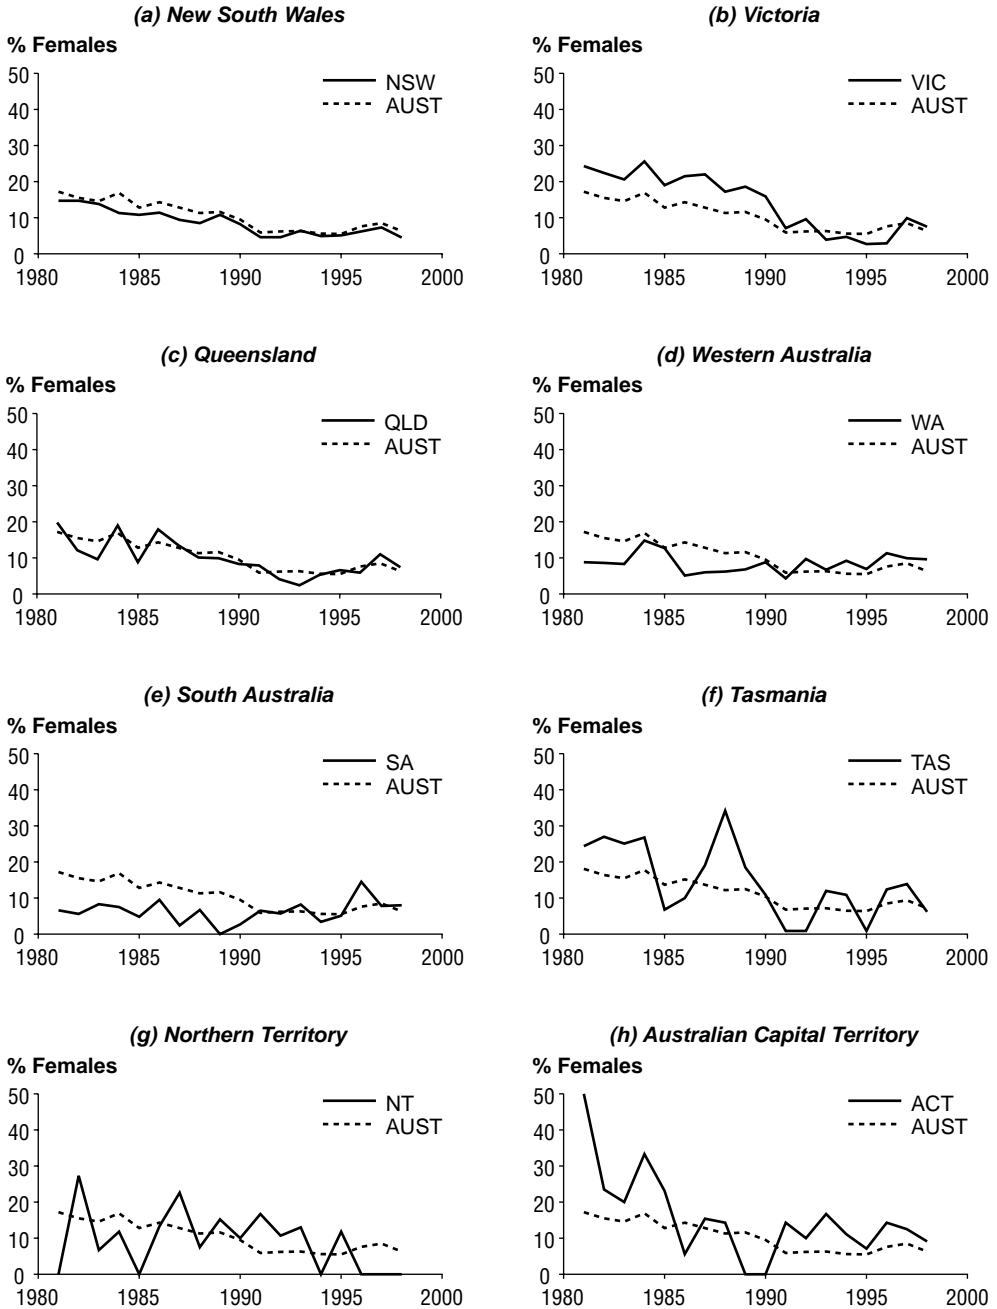 (a) New South Wales
% Females
50
40
30
20
10
0
NSW
AUST
1980 1985 1990 1995 2000
(b) Victoria
% Females
50
40
30
20
10
0
VIC
AUST
1980 1985 1990 1995 2000
(c) Queensland
% Females
50
40
30
20
10
0
QLD
AUST
1980 1985 1990 1995 2000
(d) Western Australia
% Females
50
40
30
20
10
0
WA
AUST
1980 1985 1990 1995 2000
(e) South Australia
% Females
50
40
30
20
10
0
SA
AUST
1980 1985 1990 1995 2000
(f) Tasmania
% Females
50
40
30
20
10
0
TAS
AUST
1980 1985 1990 1995 2000
(g) Northern Territory
% Females
50
40
30
20
10
0
NT
AUST
1980 1985 1990 1995 2000
(h) Australian Capital Territory
% Females
50
40
30
20
10
0
ACT
AUST
1980 1985 1990 1995 2000